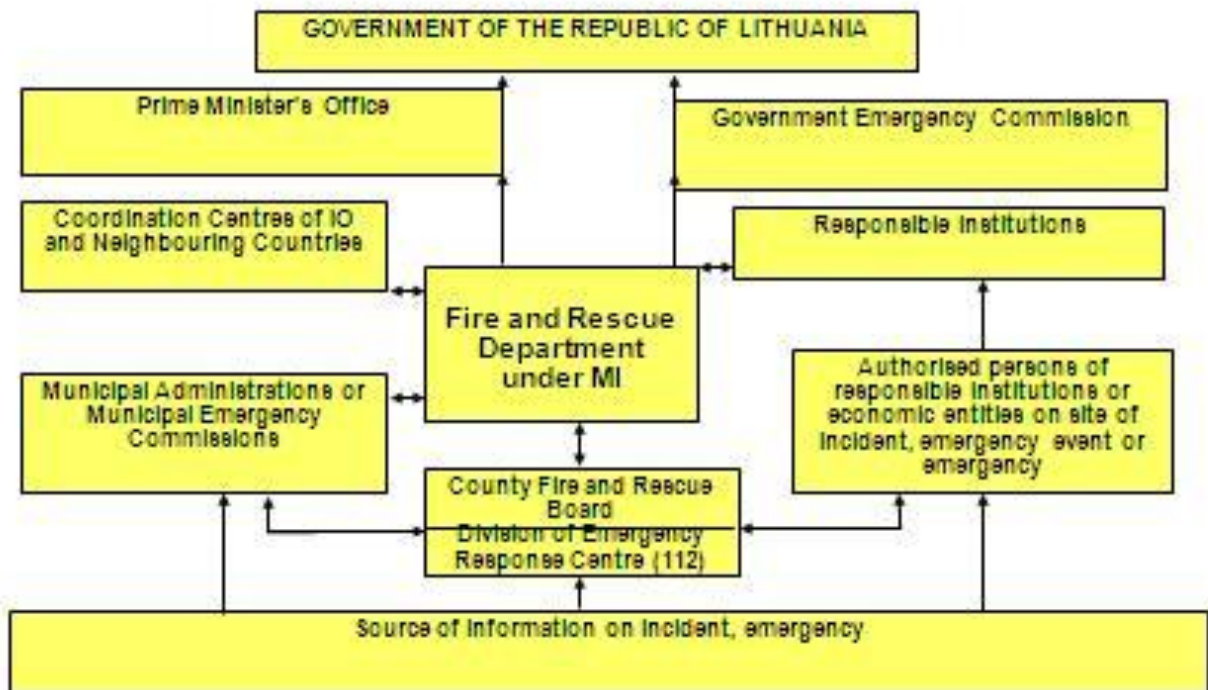 GOVERNMENT OF THE REPUBLIC OF LITHUANIA
Prime Minister's Office
Government Emergency Commission
Coordination Centres of IO
and Neighbouring Countries
Responsible Institutions
Fire and Rescue
Department
under MI
Municipal Administrations or
Municipal Emergency
Commissions
Authorised persons of
responsible institutions or
economic entities on site of
incident, emergency event or
emergency
County Fire and Rescue
Board
Division of Emergency
Response Centre (112)
Source of information on incident, emergency